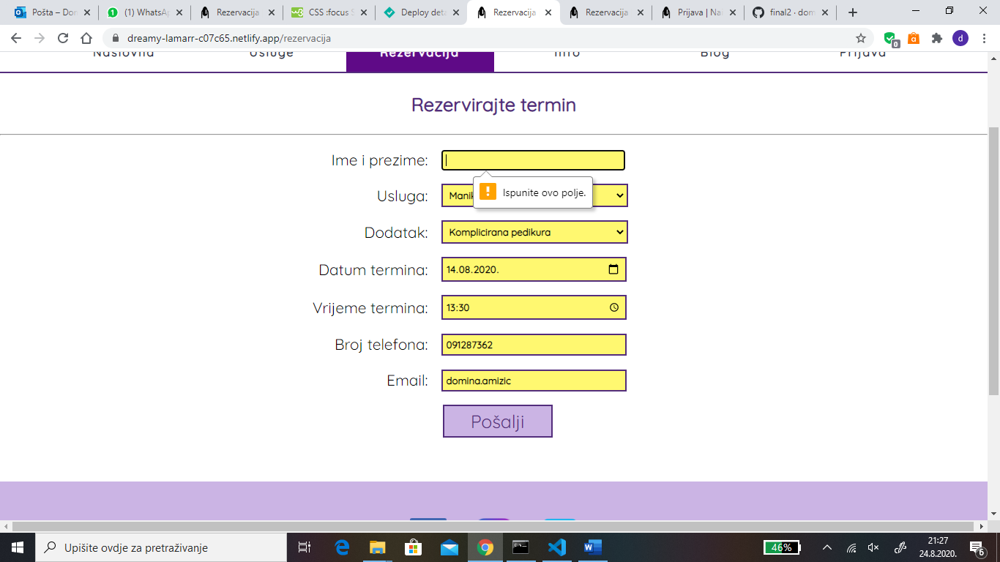 Pošta – Dor
(1) WhatsAp
Rezervacija
CSS :focus S
Deploy deta
Rezervacija
Rezervacija
Prijava | Nai
final2 · dom
dreamy-lamarr-c07c65.netlify.app/rezervacija
0
a
d
Naslovna Usluge Rezervacija Info Blog Prijava
Rezervirajte termin
Ime i prezime:
Ispunite ovo polje.
Usluga: Manik
Dodatak: Komplicirana pedikura
Datum termina: 14.08.2020.
Vrijeme termina: 13:30
Broj telefona: 091287362
Email: domina.amizic
Pošalji
Upišite ovdje za pretraživanje
46%
21:27
24.8.2020.
6